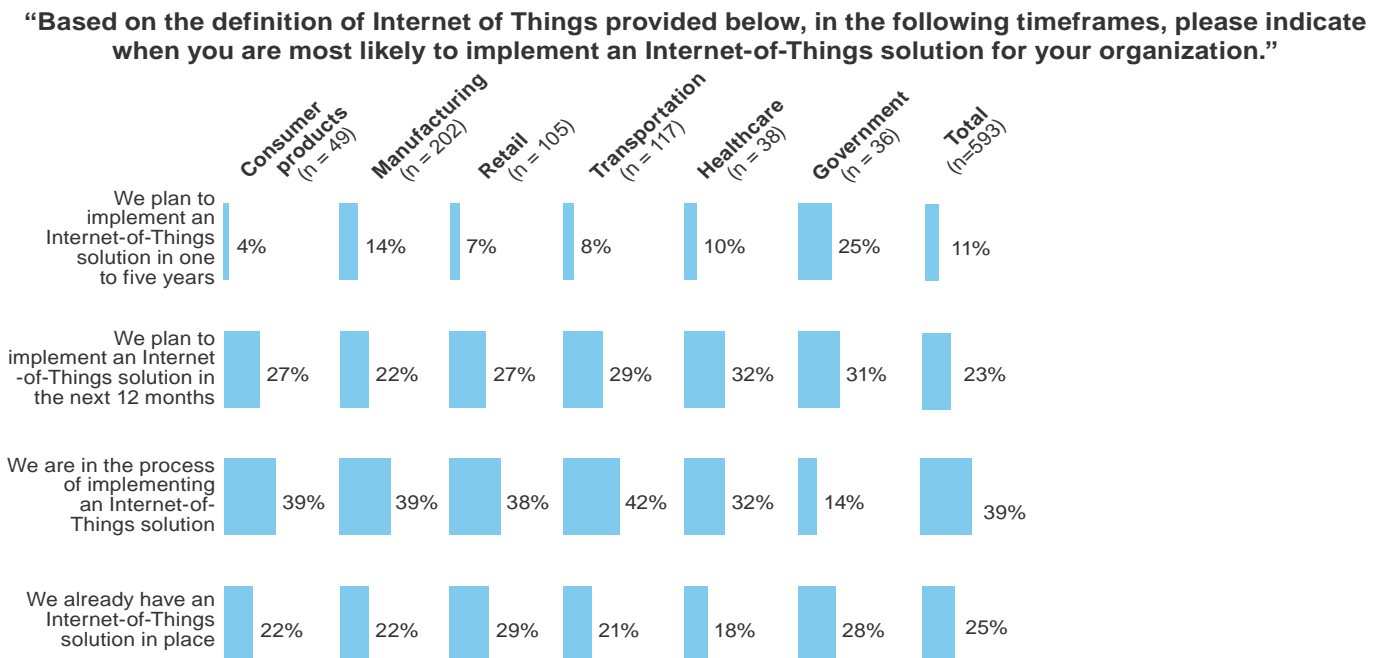 “Based on the definition of Internet of Things provided below, in the following timeframes, please indicate
when you are most likely to implement an Internet-of-Things solution for your organization.”
Consumer
products
(n = 49)
Manufacturing
(n = 202)
Retail
(n = 105)
Transportation
(n = 117)
Healthcare
(n = 38)
Government
(n = 36)
Total
(n=593)
We plan to
implement an
Internet-of-Things
solution in one
to five years
4%
14%
7%
8%
10%
25%
11%
We plan to
implement an Internet
-of-Things solution in
the next 12 months
27%
22%
27%
29%
32%
31%
23%
We are in the process
of implementing
an Internet-of-
Things solution
39%
39%
38%
42%
32%
14%
39%
We already have an
Internet-of-Things
solution in place
22%
22%
29%
21%
18%
28%
25%